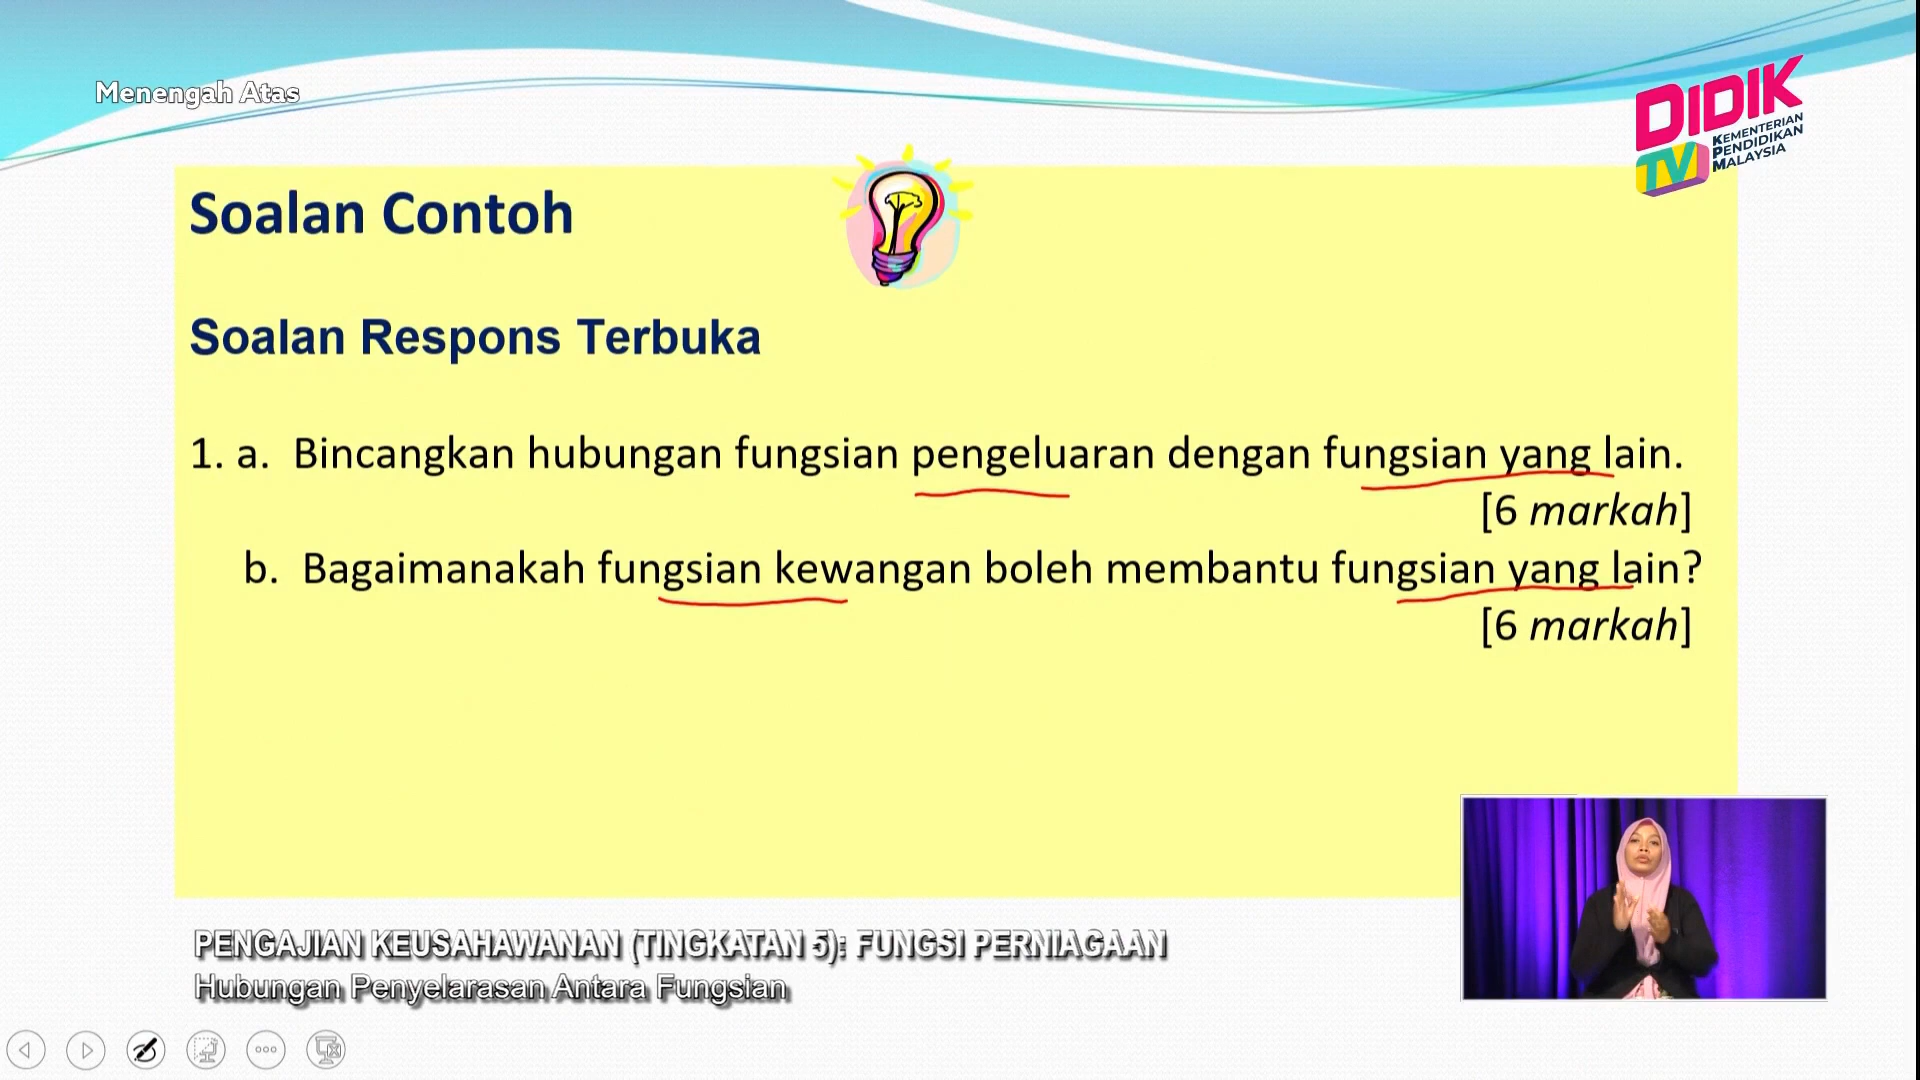 Menengah Atas
DIDIK
TV
KEMENTERIAN
PENDIDIKAN
MALAYSIA
Soalan Contoh
Soalan Respons Terbuka
1. a. Bincangkan hubungan fungsian pengeluaran dengan fungsian yang lain.
[6 markah]
b. Bagaimanakah fungsian kewangan boleh membantu fungsian yang lain?
[6 markah]
PENGAJIAN KEUSAHAWANAN (TINGKATAN 5): FUNGSI PERNIAGAAN
Hubungan Penyelarasan Antara Fungsian